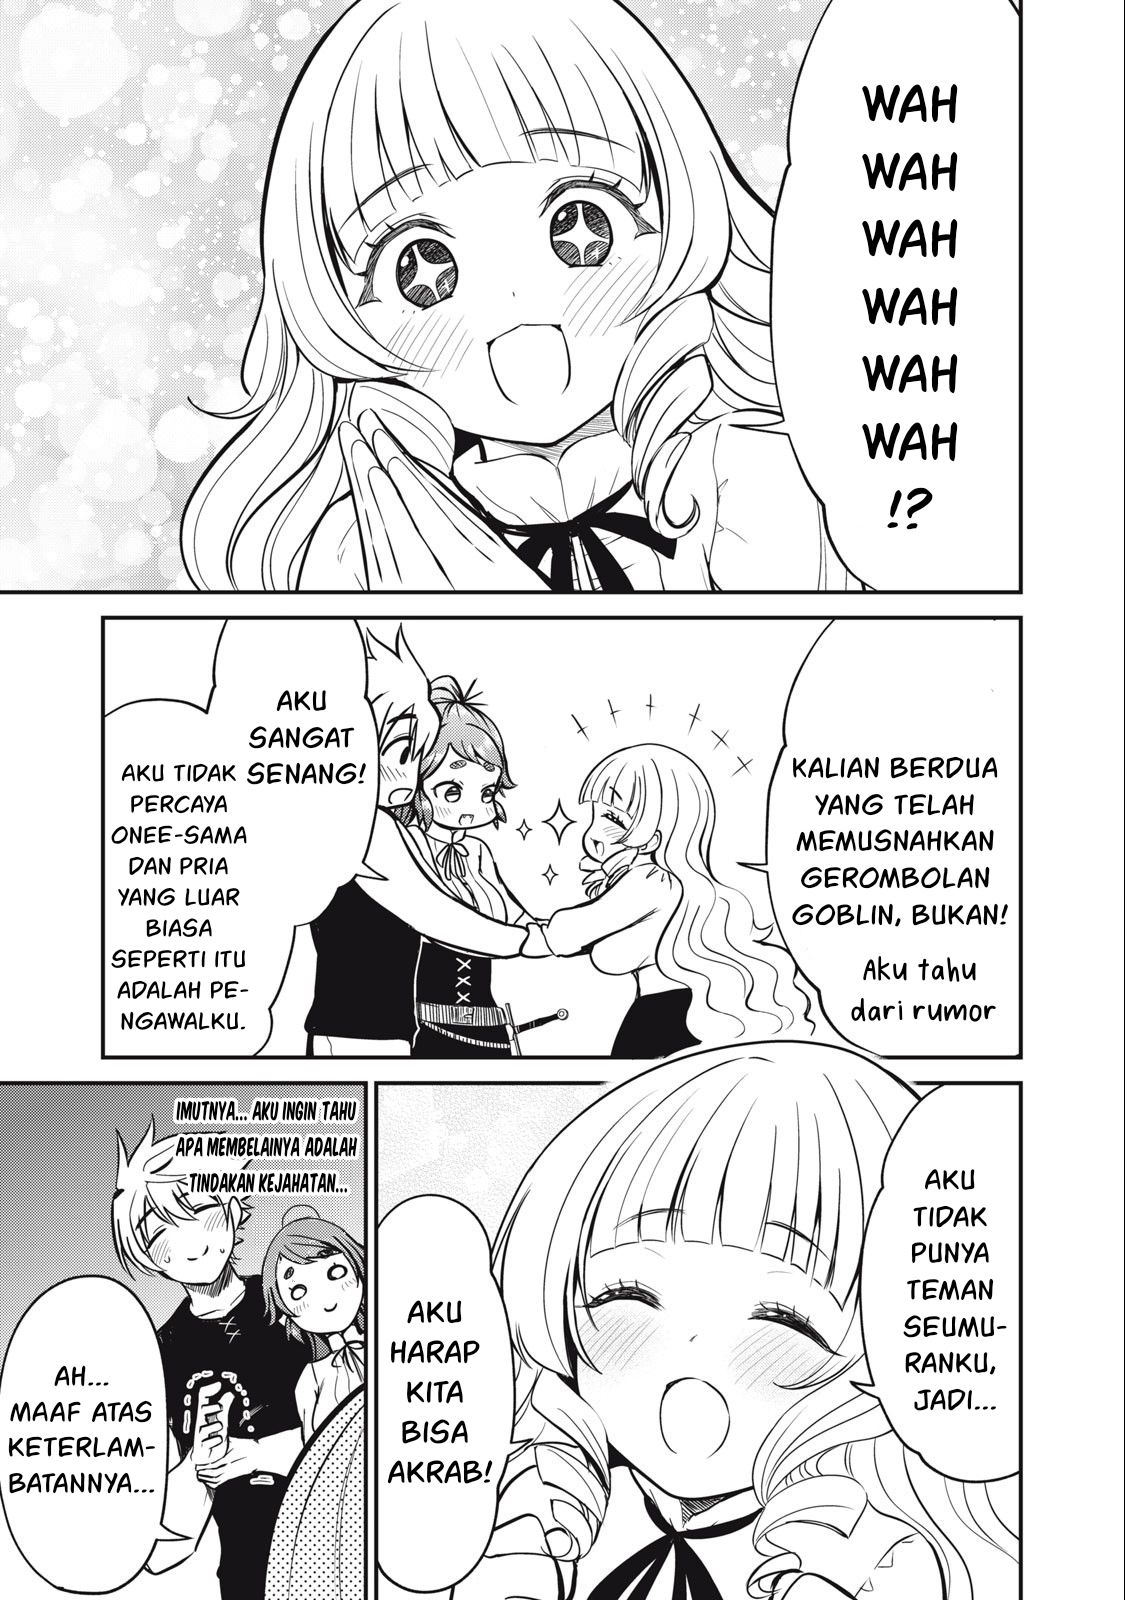 WAH
WAH
WAH
WAH
WAH
WAH
!?
KALIAN BERDUA
YANG TELAH
MEMUSNAHKAN
GEROMBOLAN
GOBLIN, BUKAN!
Aku tahu
dari rumor
AKU
SANGAT
SENANG!
AKU TIDAK
PERCAYA
ONEE-SAMA
DAN PRIA
YANG LUAR
BIASA
SEPERTI ITU
ADALAH PE-
NGAWALKU.
AKU
TIDAK
PUNYA
TEMAN
SEUMU-
RANKU,
JADI...
AKU
HARAP
KITA
BISA
AKRAB!
IMUTNYA... AKU INGIN TAHU
APA MEMBELAINYA ADALAH
TINDAKAN KEJAHATAN...
AH...
MAAF ATAS
KETERLAM-
BATANNYA...